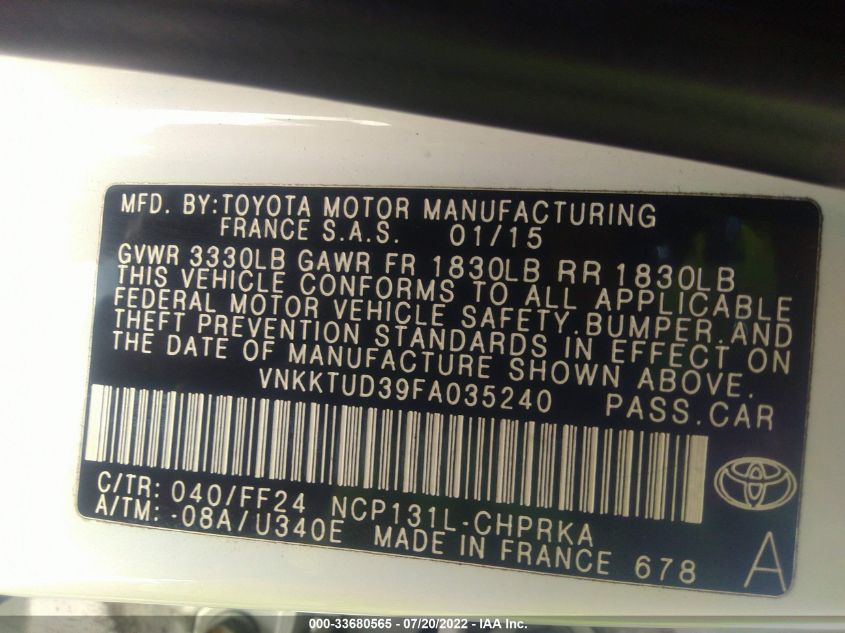 MFD. BY:TOYOTA MOTOR MANUFACTURING
FRANCE S.A.S. 01/15
GVWR 3330LB GAWR FR 1830LB RR 1830LB
THIS VEHICLE CONFORMS TO ALL APPLICABLE
FEDERAL MOTOR VEHICLE SAFETY,BUMPER,AND
THEFT PREVENTION STANDARDS IN EFFECT ON
THE DATE OF MANUFACTURE SHOWN ABOVE.
VNKKTUD39FA035240 PASS.CAR
C/TR: 040/FF24 NCP131L-CHPRKA
A/TM: -08A/U340E MADE IN FRANCE 678
A
000-33680565 - 07/20/2022 - IAA Inc.